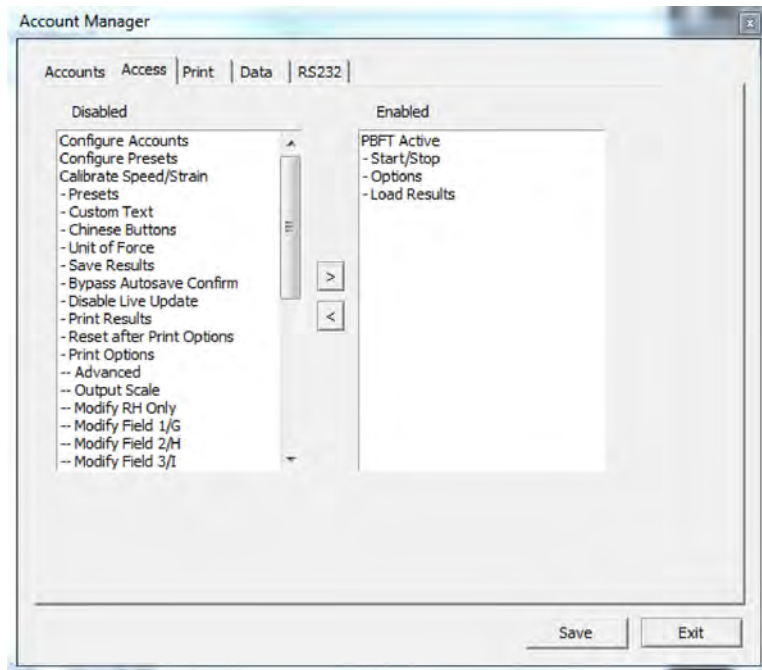 Account Manager
x
Accounts Access Print Data RS232
Disabled
Configure Accounts
Configure Presets
Calibrate Speed/Strain
- Presets
- Custom Text
- Chinese Buttons
- Unit of Force
- Save Results
- Bypass Autosave Confirm
- Disable Live Update
- Print Results
- Reset after Print Options
- Print Options
-- Advanced
-- Output Scale
-- Modify RH Only
-- Modify Field 1/G
-- Modify Field 2/H
-- Modify Field 3/I
>
<
Enabled
PBFT Active
- Start/Stop
- Options
- Load Results
Save Exit